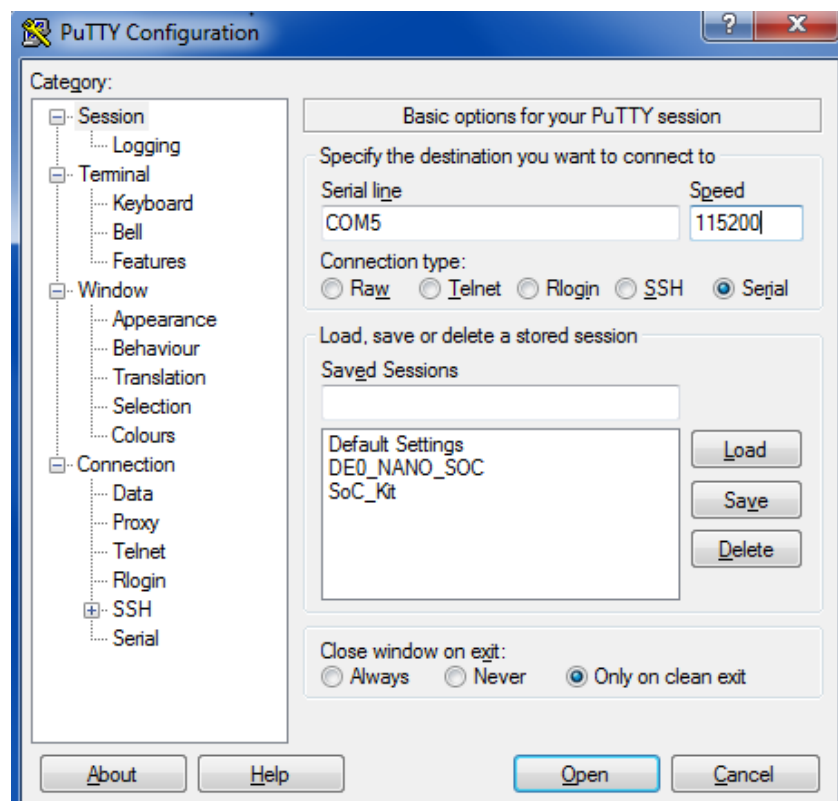 PuTTY Configuration
?
X
Category:
Session
Logging
Terminal
Keyboard
Bell
Features
Window
Appearance
Behaviour
Translation
Selection
Colours
Connection
Data
Proxy
Telnet
Rlogin
SSH
Serial
Basic options for your PuTTY session
Specify the destination you want to connect to
Serial line Speed
COM5 115200
Connection type:
Raw Telnet Rlogin SSH Serial
Load, save or delete a stored session
Saved Sessions
Default Settings
DE0_NANO_SOC
SoC_Kit
Load
Save
Delete
Close window on exit:
Always Never Only on clean exit
About Help Open Cancel